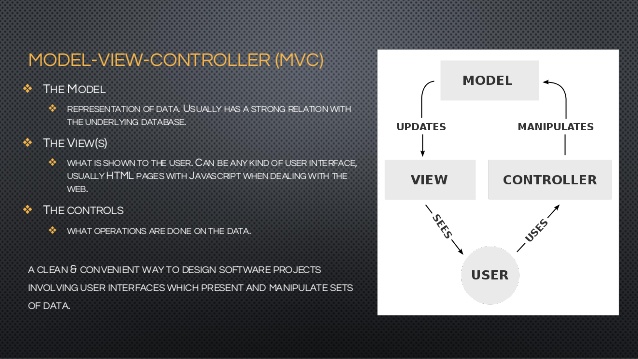 MODEL-VIEW-CONTROLLER (MVC)
❖ THE MODEL
❖ REPRESENTATION OF DATA. USUALLY HAS A STRONG RELATION WITH
THE UNDERLYING DATABASE.
❖ THE VIEW(S)
❖ WHAT IS SHOWN TO THE USER. CAN BE ANY KIND OF USER INTERFACE,
USUALLY HTML PAGES WITH JAVASCRIPT WHEN DEALING WITH THE
WEB.
❖ THE CONTROLS
❖ WHAT OPERATIONS ARE DONE ON THE DATA.
A CLEAN & CONVENIENT WAY TO DESIGN SOFTWARE PROJECTS
INVOLVING USER INTERFACES WHICH PRESENT AND MANIPULATE SETS
OF DATA.
MODEL
UPDATES
MANIPULATES
VIEW
CONTROLLER
SEES
USES
USER